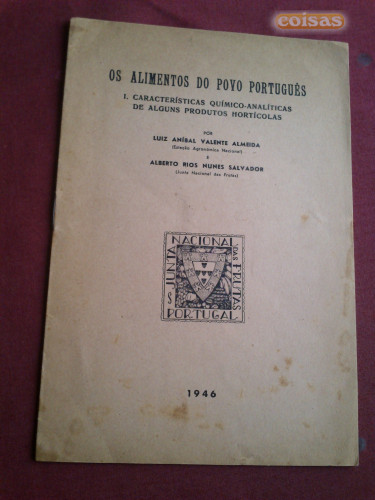 coisas
OS ALIMENTOS DO POVO PORTUGUÊS
I. CARACTERÍSTICAS QUÍMICO-ANALÍTICAS
DE ALGUNS PRODUTOS HORTÍCOLAS
POR
LUIZ ANÍBAL VALENTE ALMEIDA
(Estação Agronómica Nacional)
E
ALBERTO RIOS NUNES SALVADOR
(Junta Nacional das Frutas)
JUNTA NACIONAL DAS FRUTAS
PORTUGAL
1946